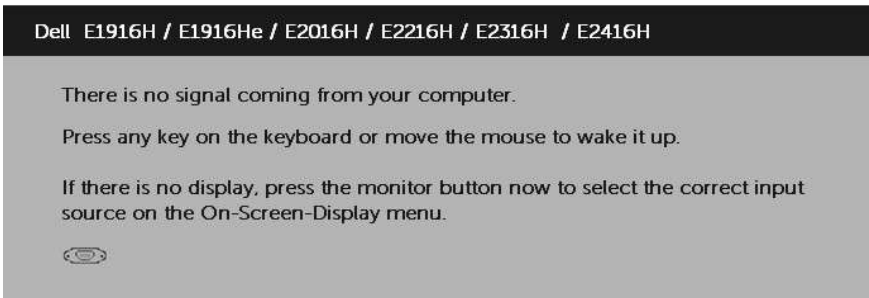 Dell E1916H / E1916He / E2016H / E2216H / E2316H / E2416H
There is no signal coming from your computer.
Press any key on the keyboard or move the mouse to wake it up.
If there is no display, press the monitor button now to select the correct input
source on the On-Screen-Display menu.